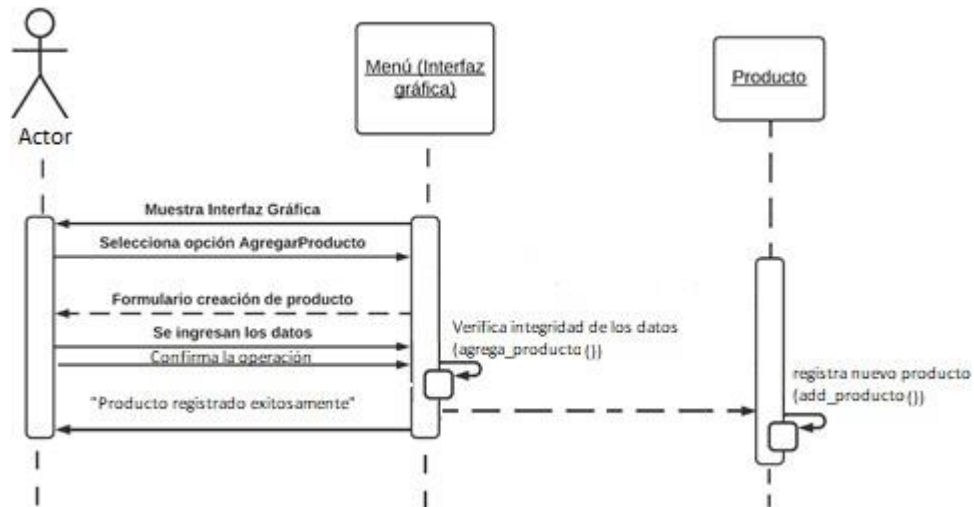 Actor
Menú (Interfaz
gráfica)
Producto
Muestra Interfaz Gráfica
Selecciona opción AgregarProducto
Formulario creación de producto
Se ingresan los datos
Confirma la operación
Verifica integridad de los datos
(agrega_producto())
"Producto registrado exitosamente"
registra nuevo producto
(add_producto())